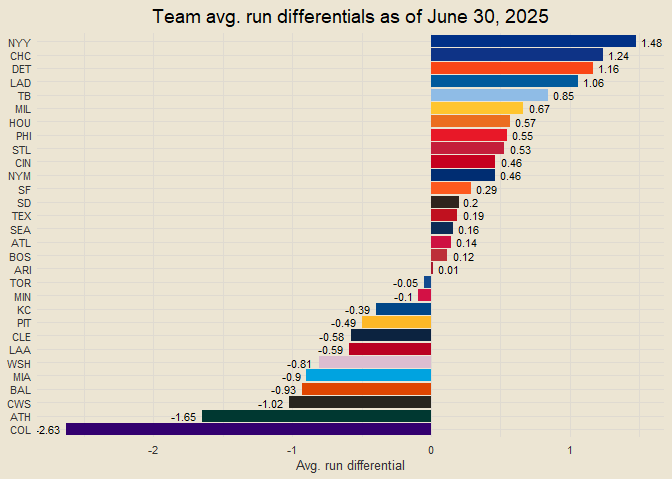 Team avg. run differentials as of June 30, 2025
NYY 1.48
CHC 1.24
DET 1.16
LAD 1.06
TB 0.85
MIL 0.67
HOU 0.57
PHI 0.55
STL 0.53
CIN 0.46
NYM 0.46
SF 0.29
SD 0.2
TEX 0.19
SEA 0.16
ATL 0.14
BOS 0.12
ARI 0.01
TOR -0.05
MIN -0.1
KC -0.39
PIT -0.49
CLE -0.58
LAA -0.59
WSH -0.81
MIA -0.9
BAL -0.93
CWS -1.02
ATH -1.65
COL -2.63
-2 -1 0 1
Avg. run differential